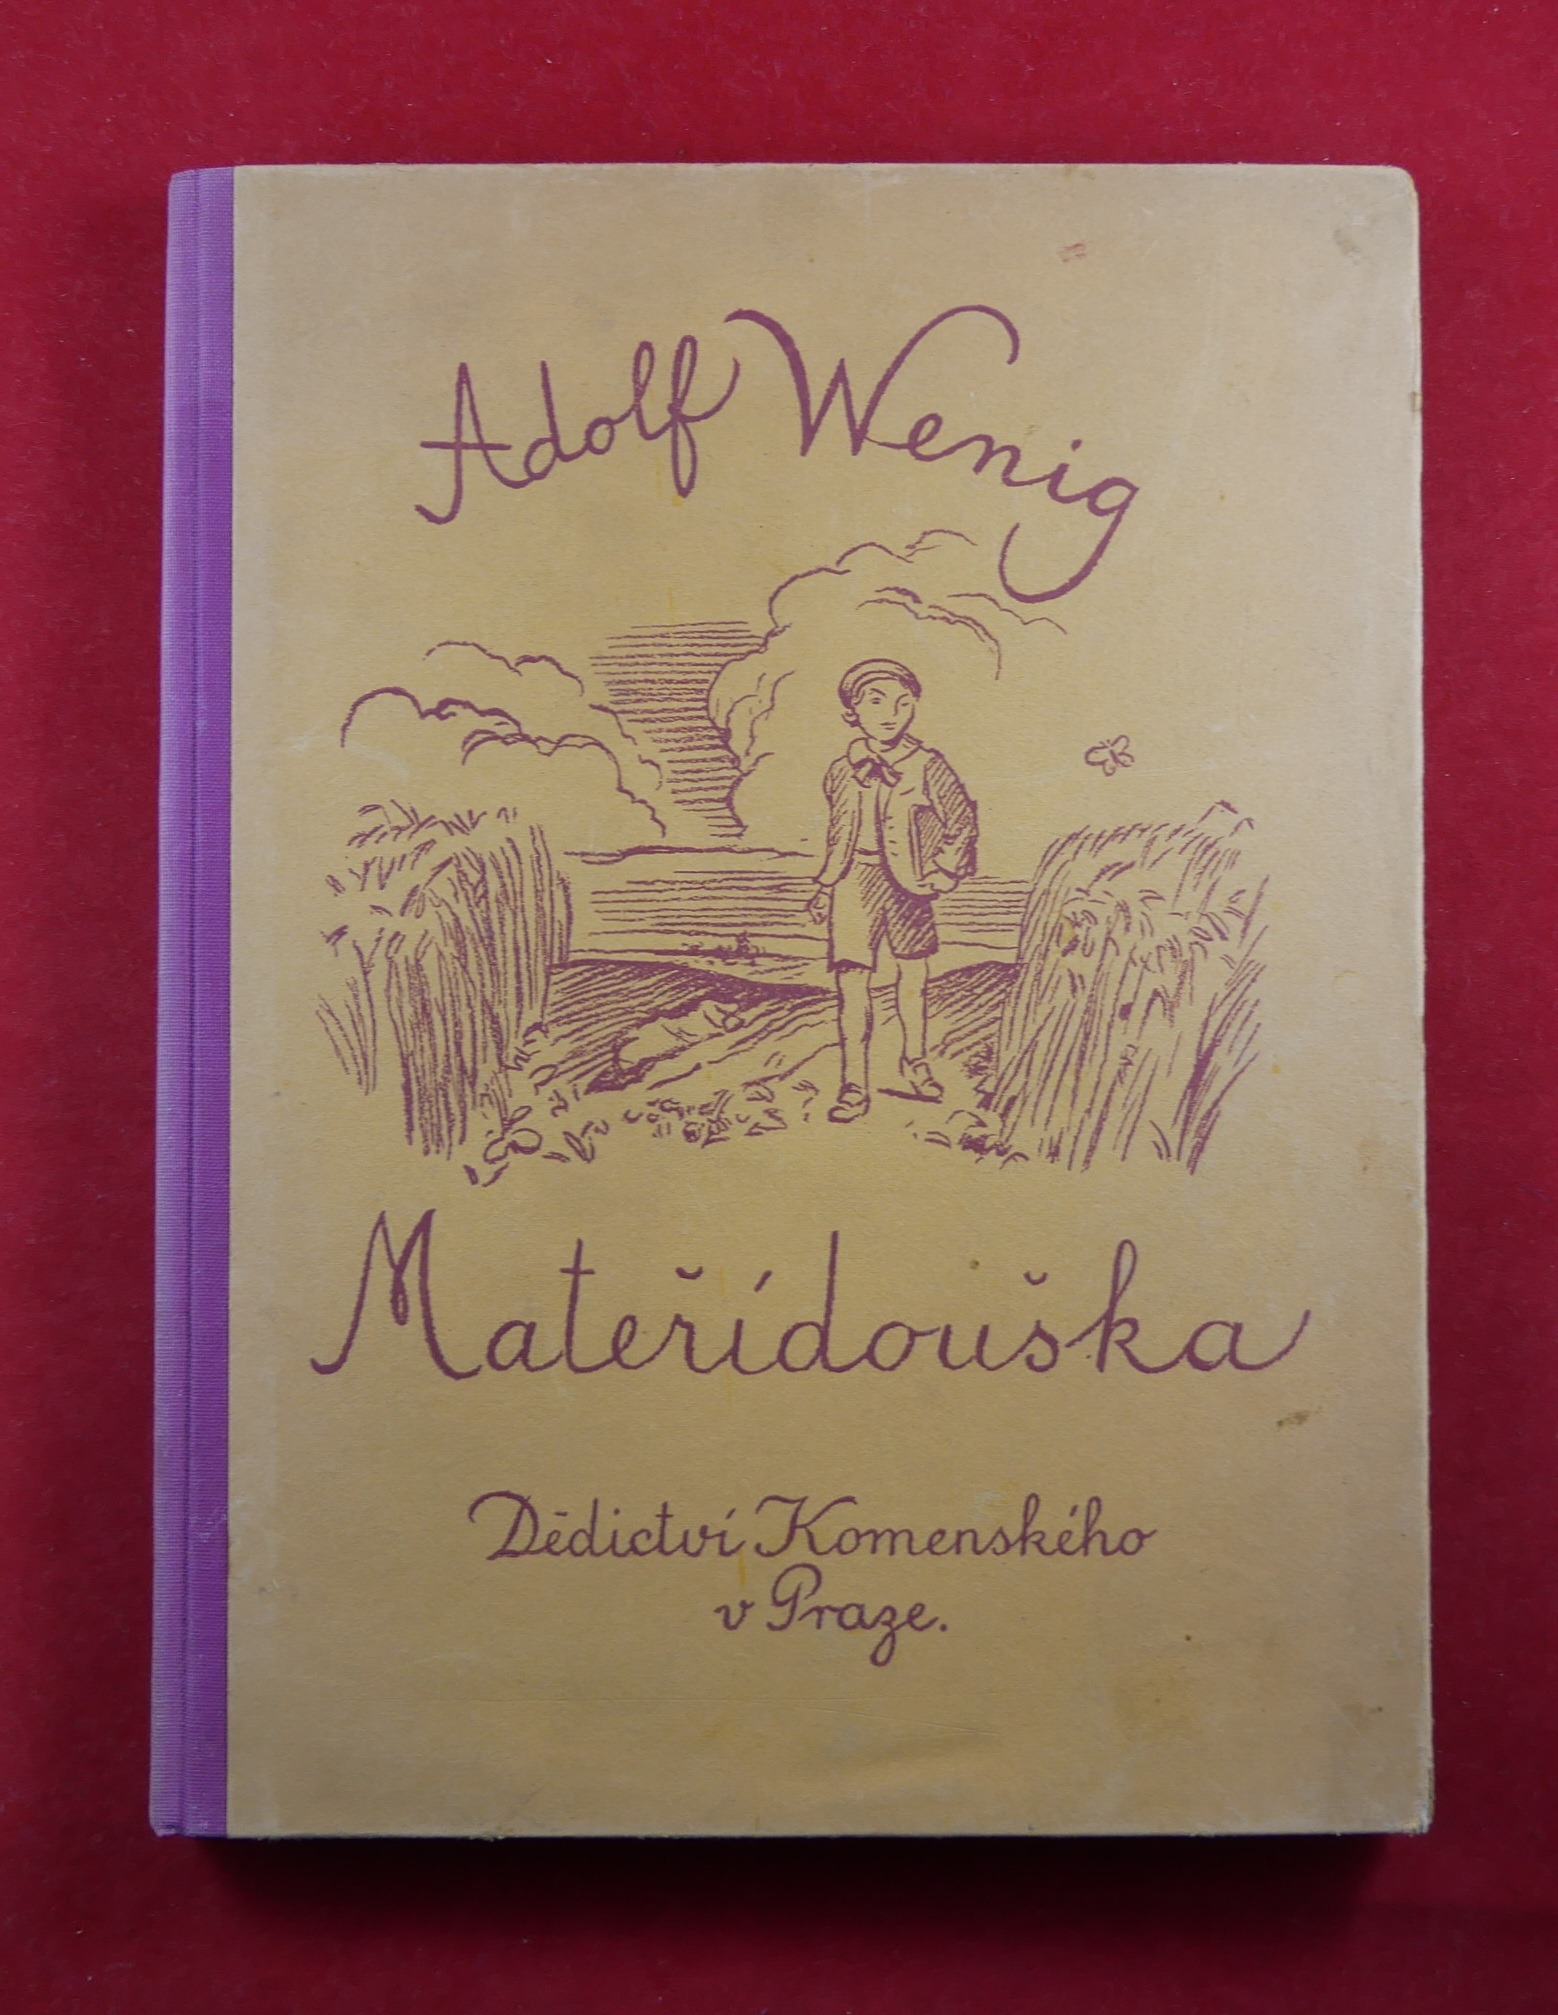 Adolf Wenig
Mateřídouška
Dědictví Komenského
v Praze.